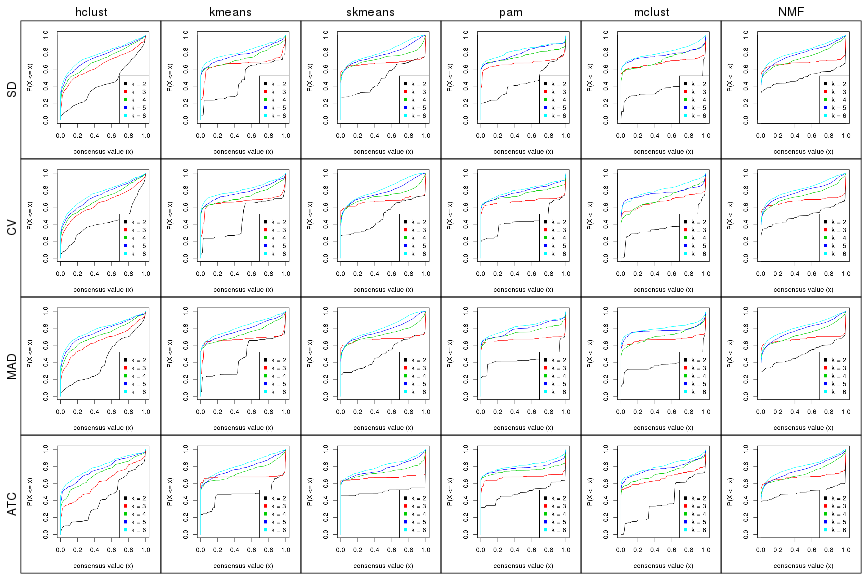 hclust kmeans skmeans pam mclust NMF
SD
CV
MAD
ATC
P(X <= x)
consensus value (x)
0.0 0.2 0.4 0.6 0.8 1.0
k = 2
k = 3
k = 4
k = 5
k = 6